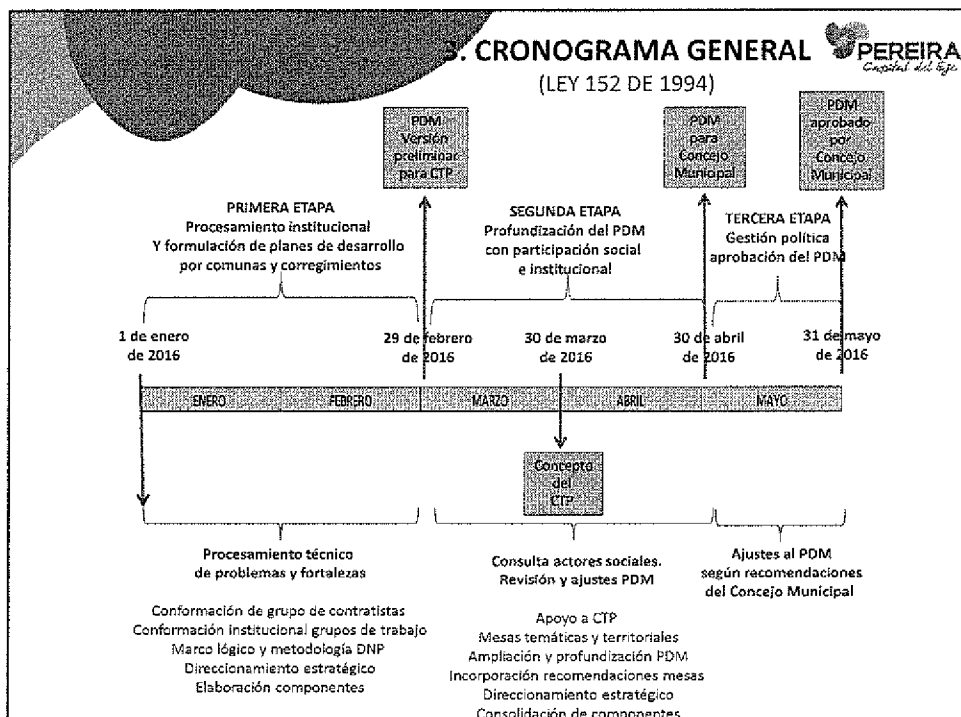 3. CRONOGRAMA GENERAL
(LEY 152 DE 1994)
PEREIRA
Capital del Eje
PDM
Versión
preliminar
para CTP
PDM
para
Concejo
Municipal
PDM
aprobado
por
Concejo
Municipal
PRIMERA ETAPA
Procesamiento institucional
Y formulación de planes de desarrollo
por comunas y corregimientos
SEGUNDA ETAPA
Profundización del PDM
con participación social
e institucional
TERCERA ETAPA
Gestión política
aprobación del PDM
1 de enero
de 2016
29 de febrero
de 2016
30 de marzo
de 2016
30 de abril
de 2016
31 de mayo
de 2016
ENERO
FEBRERO
MARZO
ABRIL
MAYO
Concepto
del
CTP
Procesamiento técnico
de problemas y fortalezas
Conformación de grupo de contratistas
Conformación institucional grupos de trabajo
Marco lógico y metodología DNP
Direccionamiento estratégico
Elaboración componentes
Consulta actores sociales.
Revisión y ajustes PDM
Apoyo a CTP
Mesas temáticas y territoriales
Ampliación y profundización PDM
Incorporación recomendaciones mesas
Direccionamiento estratégico
Consolidación de componentes
Ajustes al PDM
según recomendaciones
del Concejo Municipal